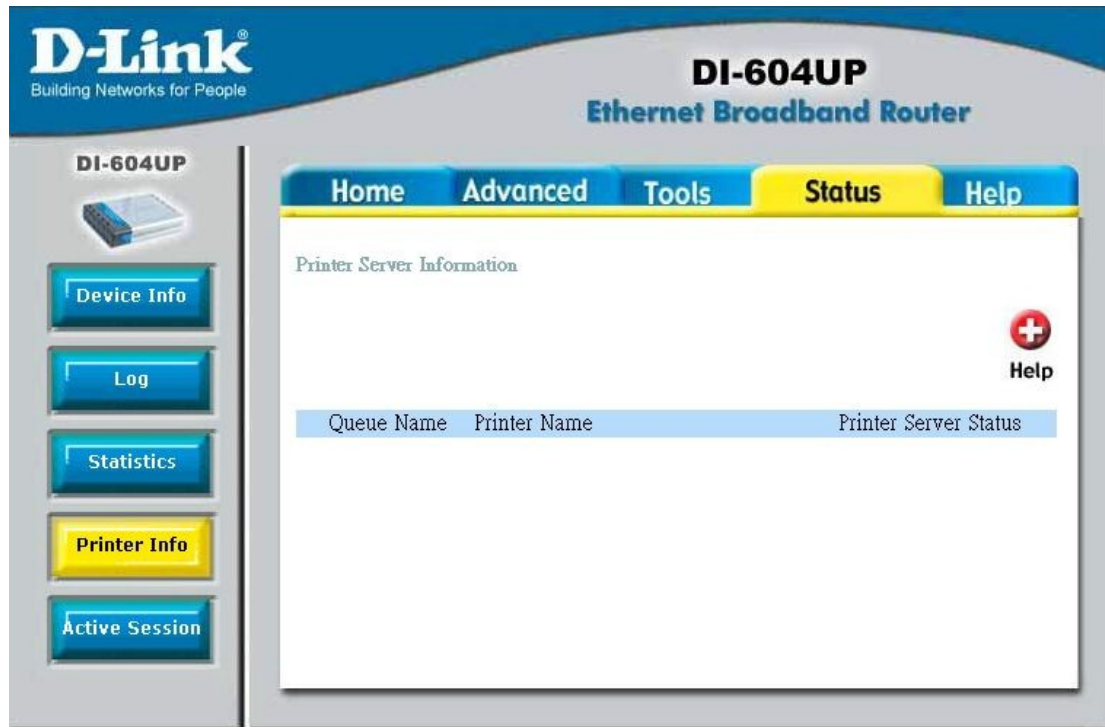 D-Link®
Building Networks for People
DI-604UP
Ethernet Broadband Router
DI-604UP
Home Advanced Tools Status Help
Printer Server Information
Help
Queue Name Printer Name Printer Server Status
Device Info
Log
Statistics
Printer Info
Active Session